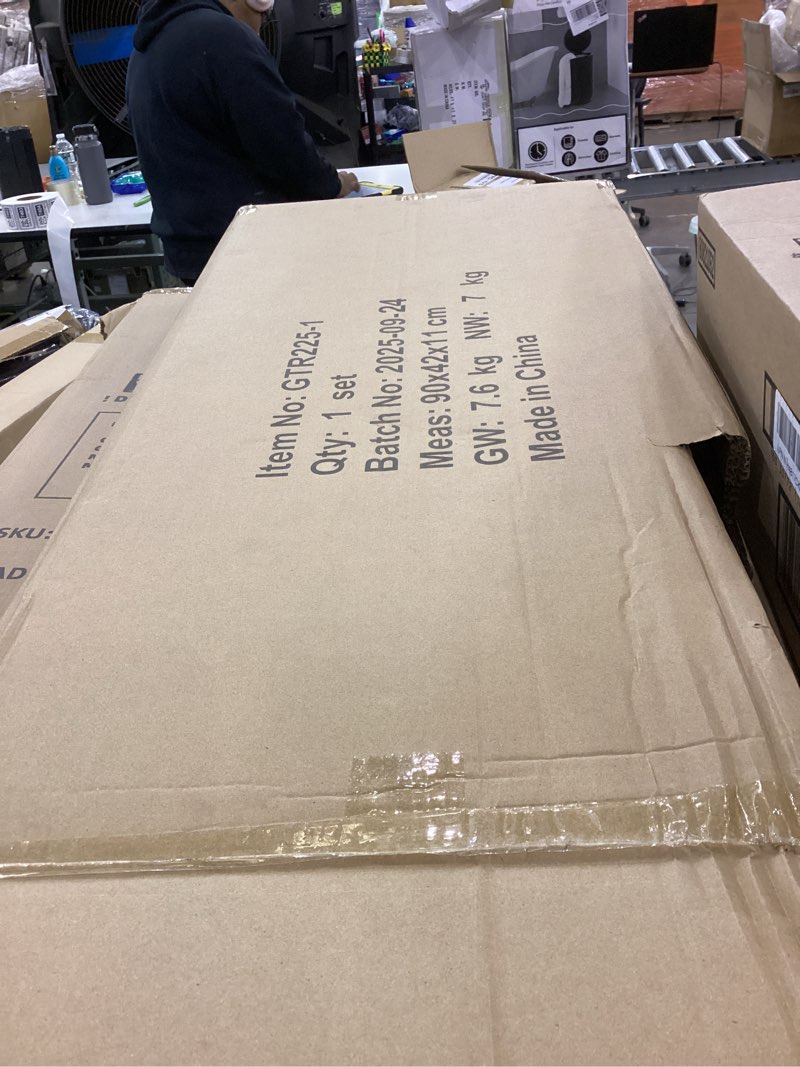 Item No: GTR225-1
Qty: 1 set
Batch No: 2025-09-24
Meas: 90x42x11 cm
GW: 7.6 kg NW: 7 kg
Made in China
SKU:
AD